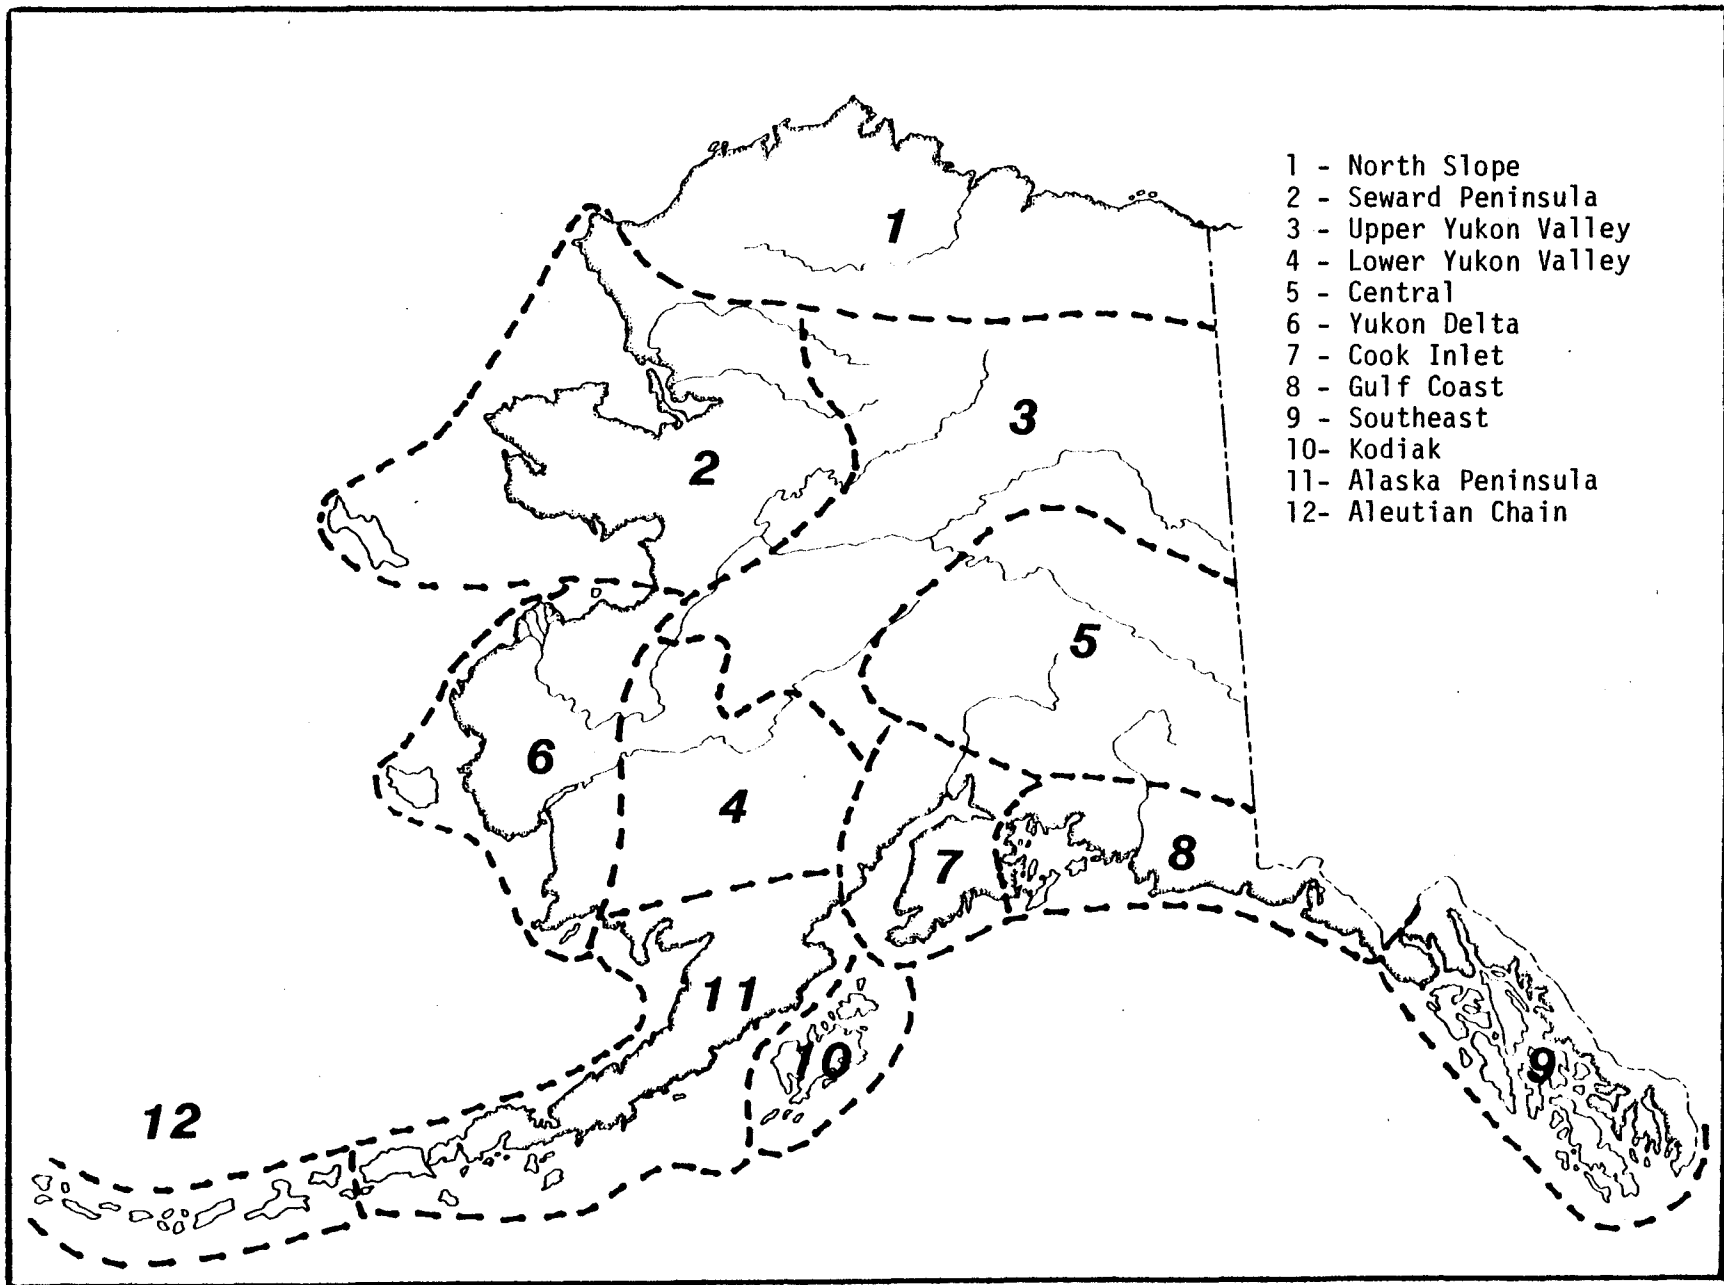 1 - North Slope
2 - Seward Peninsula
3 - Upper Yukon Valley
4 - Lower Yukon Valley
5 - Central
6 - Yukon Delta
7 - Cook Inlet
8 - Gulf Coast
9 - Southeast
10- Kodiak
11- Alaska Peninsula
12- Aleutian Chain
1
2
3
5
6
4
7
8
11
10
9
12